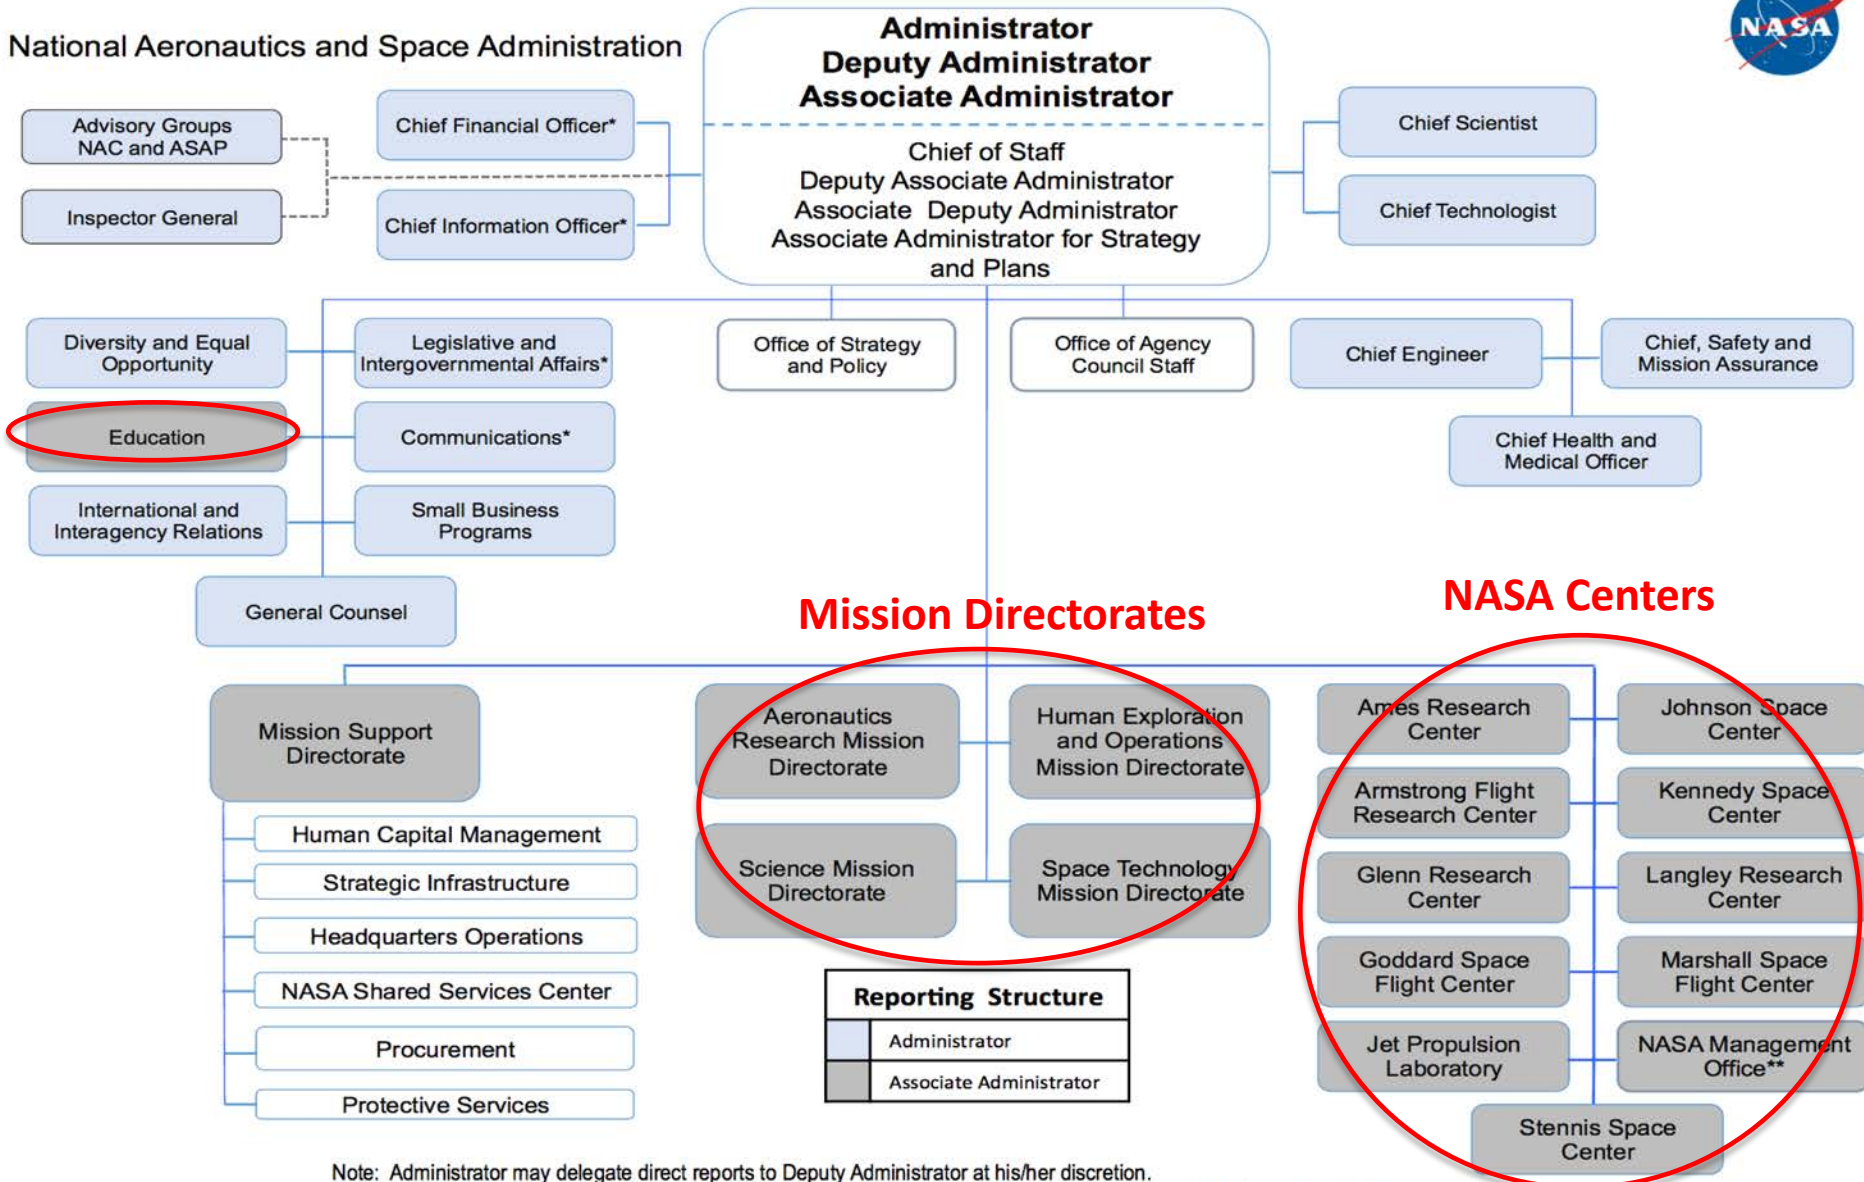 National Aeronautics and Space Administration
Administrator
Deputy Administrator
Associate Administrator
Chief of Staff
Deputy Associate Administrator
Associate Deputy Administrator
Associate Administrator for Strategy
and Plans
NASA
Advisory Groups
NAC and ASAP
Inspector General
Chief Financial Officer*
Chief Information Officer*
Chief Scientist
Chief Technologist
Diversity and Equal
Opportunity
Legislative and
Intergovernmental Affairs*
Education
Communications*
International and
Interagency Relations
Small Business
Programs
General Counsel
Office of Strategy
and Policy
Office of Agency
Council Staff
Chief Engineer
Chief, Safety and
Mission Assurance
Chief Health and
Medical Officer
Mission Directorates
NASA Centers
Mission Support
Directorate
Human Capital Management
Strategic Infrastructure
Headquarters Operations
NASA Shared Services Center
Procurement
Protective Services
Aeronautics
Research Mission
Directorate
Human Exploration
and Operations
Mission Directorate
Science Mission
Directorate
Space Technology
Mission Directorate
Reporting Structure
Administrator
Associate Administrator
Ames Research
Center
Johnson Space
Center
Armstrong Flight
Research Center
Kennedy Space
Center
Glenn Research
Center
Langley Research
Center
Goddard Space
Flight Center
Marshall Space
Flight Center
Jet Propulsion
Laboratory
NASA Management
Office**
Stennis Space
Center
Note: Administrator may delegate direct reports to Deputy Administrator at his/her discretion.